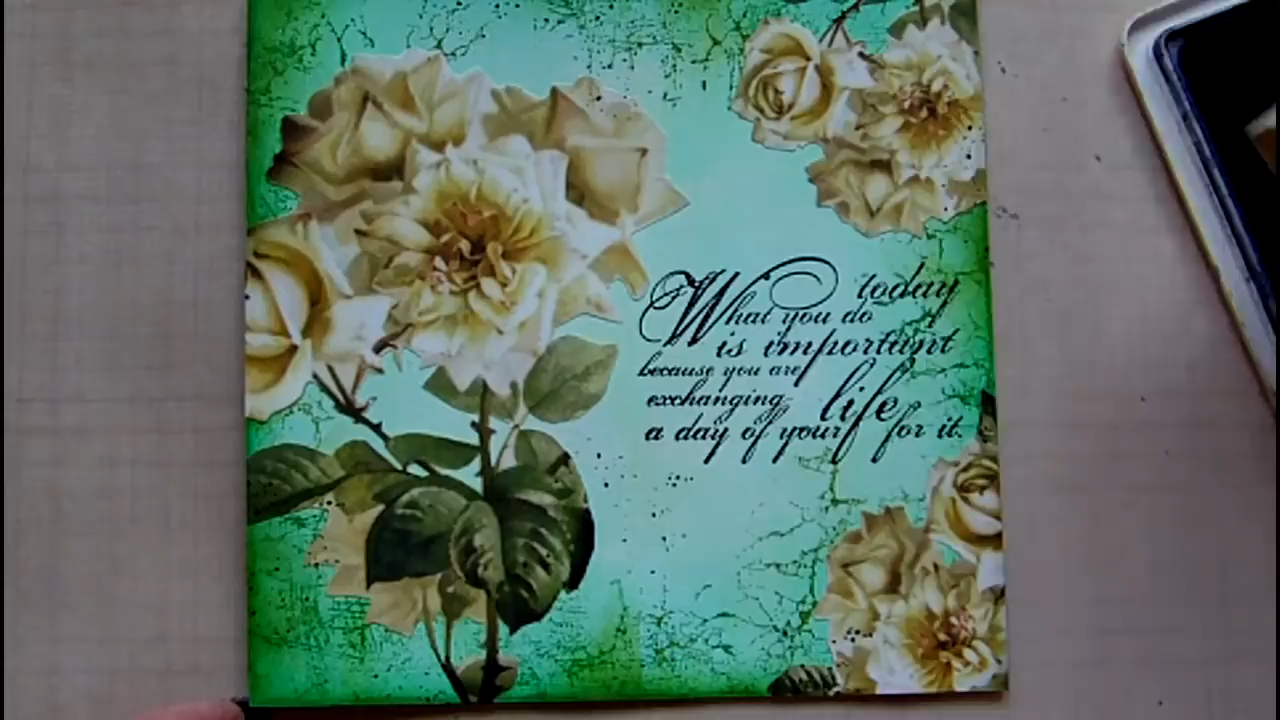 What you do today
is important
because you are
exchanging life
a day of your for it.